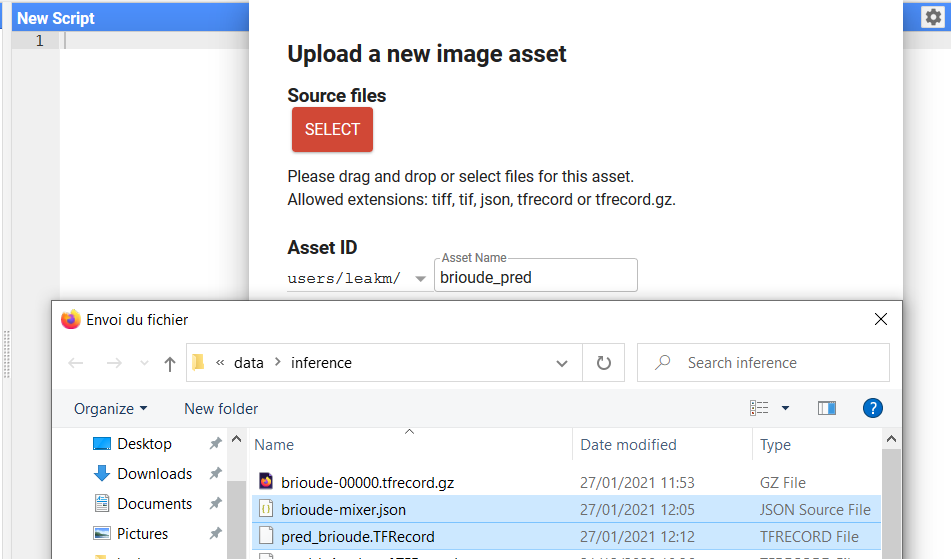 New Script
1
Upload a new image asset
Source files
SELECT
Please drag and drop or select files for this asset.
Allowed extensions: tiff, tif, json, tfrecord or tfrecord.gz.
Asset ID
Asset Name
users/leakm/ brioude_pred
Envoi du fichier
« data > inference Search inference
Organize New folder ?
Desktop
Downloads
Documents
Pictures
Name Date modified Type
brioude-00000.tfrecord.gz 27/01/2021 11:53 GZ File
brioude-mixer.json 27/01/2021 12:05 JSON Source File
pred_brioude.TFRecord 27/01/2021 12:12 TFRECORD File